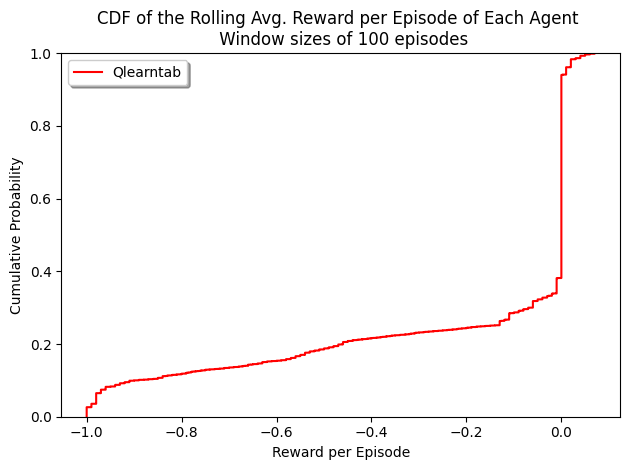 CDF of the Rolling Avg. Reward per Episode of Each Agent
Window sizes of 100 episodes
Qlearntab
Cumulative Probability
1.0
0.8
0.6
0.4
0.2
0.0
−1.0 −0.8 −0.6 −0.4 −0.2 0.0
Reward per Episode